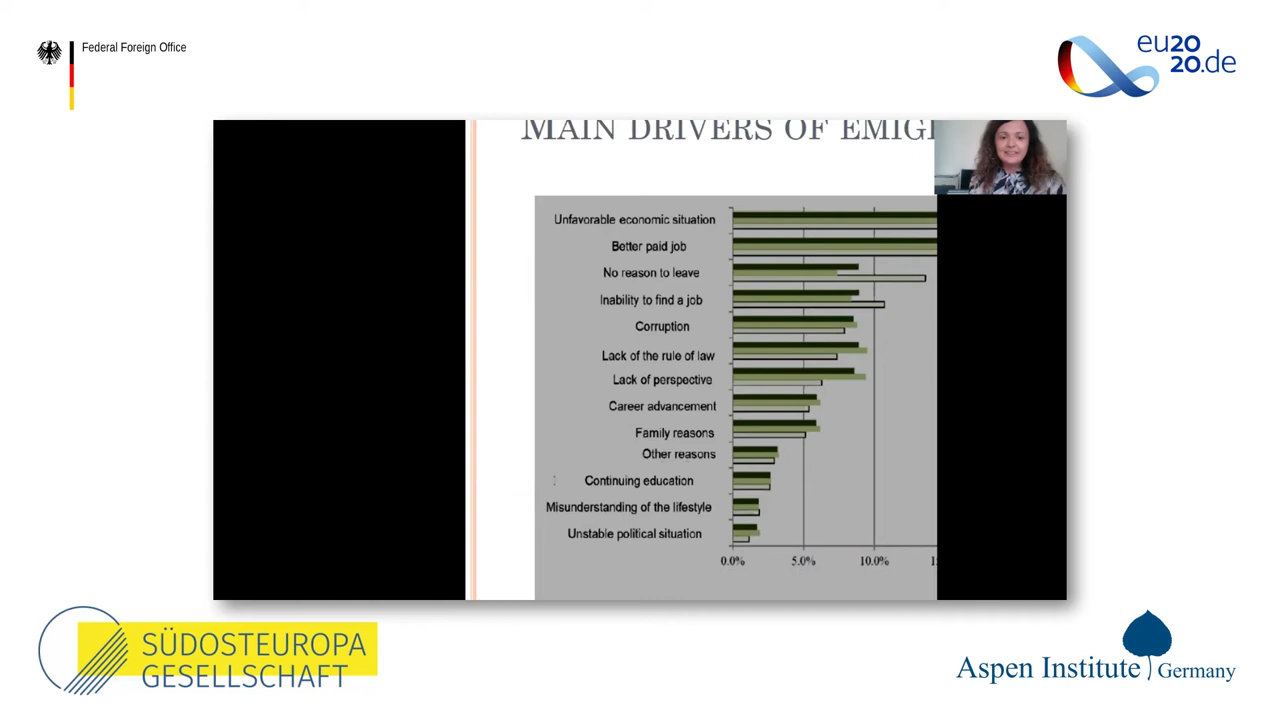 Federal Foreign Office
eu20
20.de
MAIN DRIVERS OF
Unfavorable economic situation
Better paid job
No reason to leave
Inability to find a job
Corruption
Lack of the rule of law
Lack of perspective
Career advancement
Family reasons
Other reasons
Continuing education
Misunderstanding of the lifestyle
Unstable political situation
0.0% 5.0% 10.0%
SÜDOSTEUROPA
GESELLSCHAFT
Aspen Institute Germany